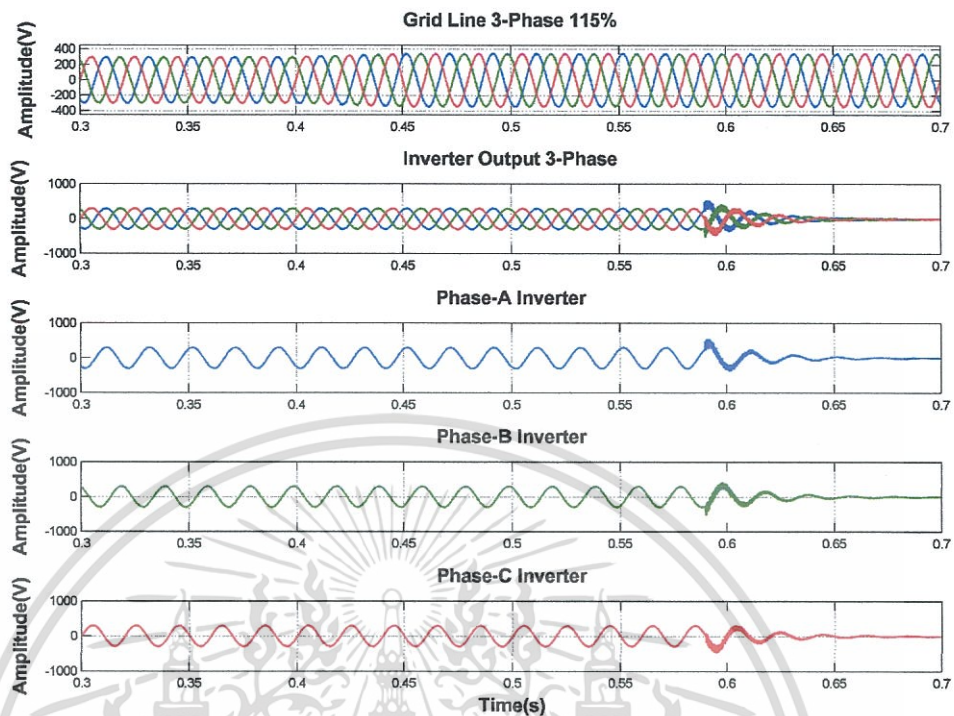 Grid Line 3-Phase 115%
Amplitude(V)
400
200
0
-200
-400
0.3 0.35 0.4 0.45 0.5 0.55 0.6 0.65 0.7
Inverter Output 3-Phase
Amplitude(V)
1000
0
-1000
0.3 0.35 0.4 0.45 0.5 0.55 0.6 0.65 0.7
Phase-A Inverter
Amplitude(V)
1000
0
-1000
0.3 0.35 0.4 0.45 0.5 0.55 0.6 0.65 0.7
Phase-B Inverter
Amplitude(V)
1000
0
-1000
0.3 0.35 0.4 0.45 0.5 0.55 0.6 0.65 0.7
Phase-C Inverter
Amplitude(V)
1000
0
-1000
0.3 0.35 0.4 0.45 0.5 0.55 0.6 0.65 0.7
Time(s)